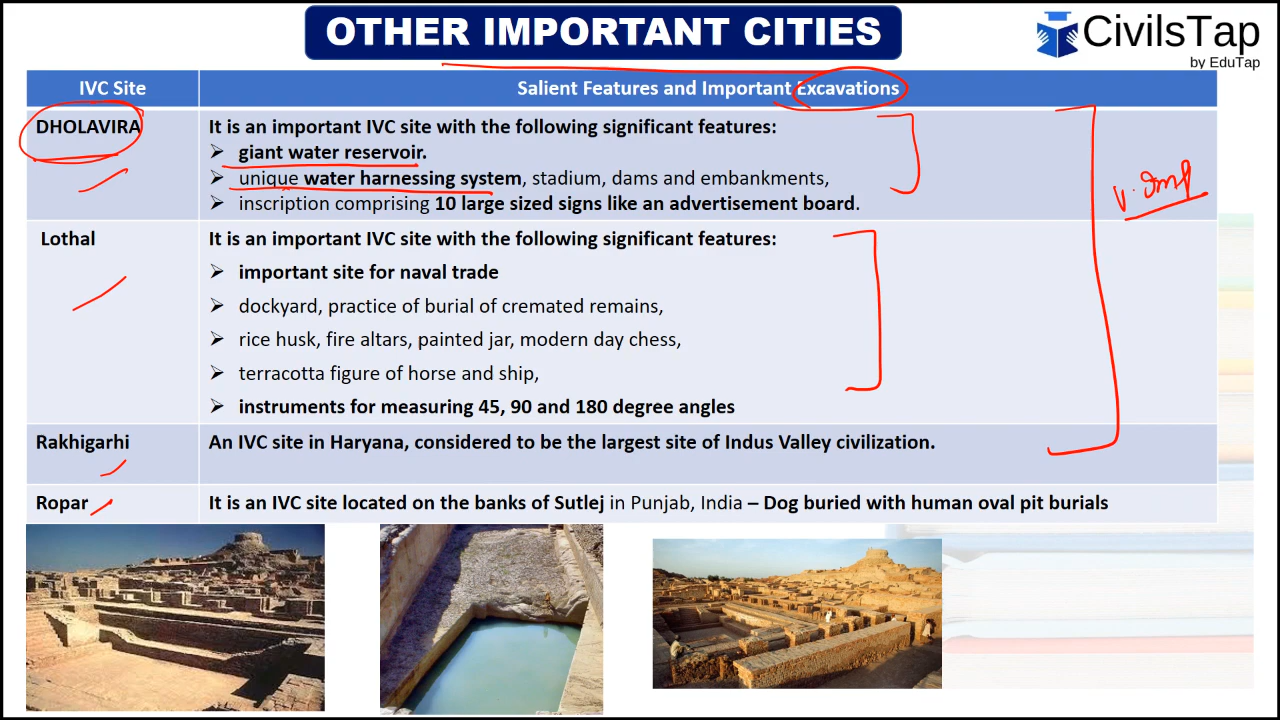 OTHER IMPORTANT CITIES
CivilsTap
by EduTap
IVC Site
Salient Features and Important Excavations
DHOLAVIRA
It is an important IVC site with the following significant features:
➢ giant water reservoir.
➢ unique water harnessing system, stadium, dams and embankments,
➢ inscription comprising 10 large sized signs like an advertisement board.
V. Imp
Lothal
It is an important IVC site with the following significant features:
➢ important site for naval trade
➢ dockyard, practice of burial of cremated remains,
➢ rice husk, fire altars, painted jar, modern day chess,
➢ terracotta figure of horse and ship,
➢ instruments for measuring 45, 90 and 180 degree angles
Rakhigarhi
An IVC site in Haryana, considered to be the largest site of Indus Valley civilization.
Ropar
It is an IVC site located on the banks of Sutlej in Punjab, India – Dog buried with human oval pit burials